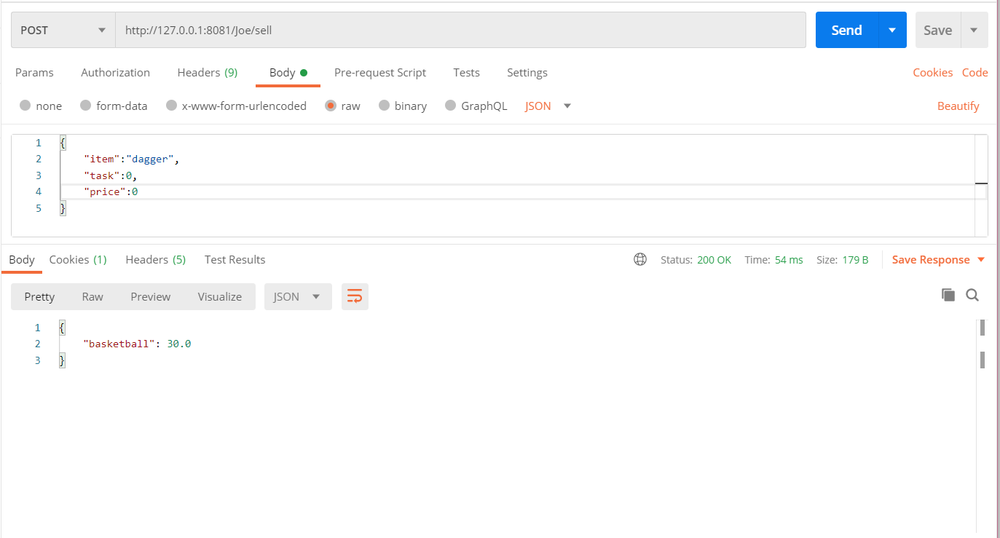 POST http://127.0.0.1:8081/Joe/sell Send Save
Params Authorization Headers (9) Body Pre-request Script Tests Settings Cookies Code
none form-data x-www-form-urlencoded raw binary GraphQL JSON Beautify
1 {
2 "item":"dagger",
3 "task":0,
4 "price":0
5 }
Body Cookies (1) Headers (5) Test Results Status: 200 OK Time: 54 ms Size: 179 B Save Response
Pretty Raw Preview Visualize JSON
1 {
2 "basketball": 30.0
3 }